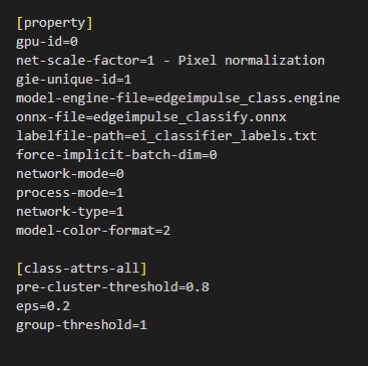 [property]
gpu-id=0
net-scale-factor=1 - Pixel normalization
gie-unique-id=1
model-engine-file=edgeimpulse_class.engine
onnx-file=edgeimpulse_classify.onnx
labelfile-path=ei_classifier_labels.txt
force-implicit-batch-dim=0
network-mode=0
process-mode=1
network-type=1
model-color-format=2
[class-attrs-all]
pre-cluster-threshold=0.8
eps=0.2
group-threshold=1